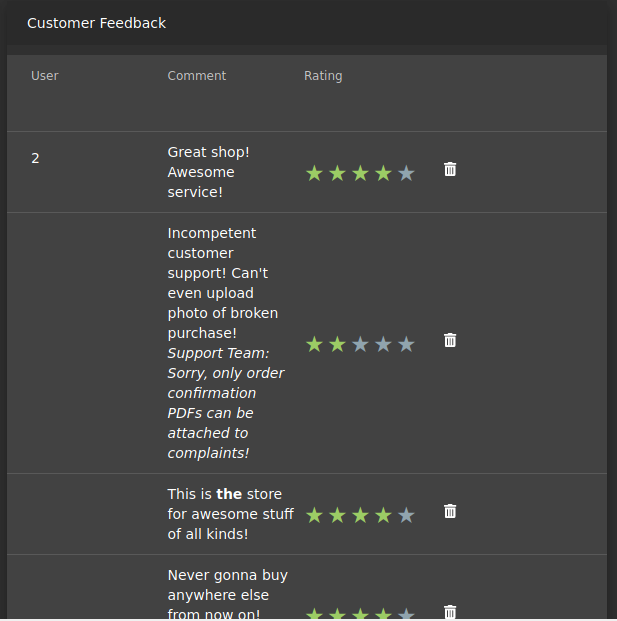 Customer Feedback
User Comment Rating
2
Great shop!
Awesome
service!
Incompetent
customer
support! Can't
even upload
photo of broken
purchase!
Support Team:
Sorry, only order
confirmation
PDFs can be
attached to
complaints!
This is the store
for awesome stuff
of all kinds!
Never gonna buy
anywhere else
from now on!